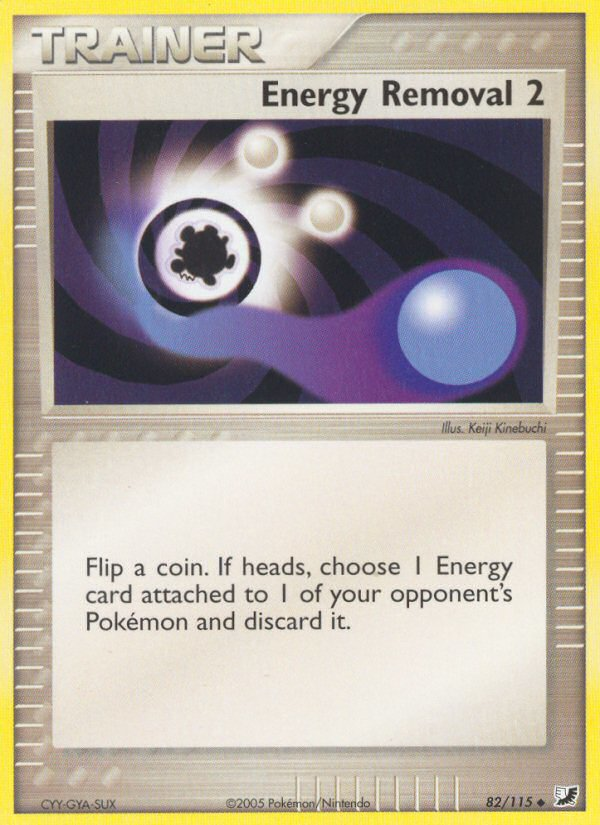 TRAINER
Energy Removal 2
Illus. Keiji Kinebuchi
Flip a coin. If heads, choose 1 Energy
card attached to 1 of your opponent's
Pokémon and discard it.
CYY-GYA-SUX
©2005 Pokémon/Nintendo
82/115